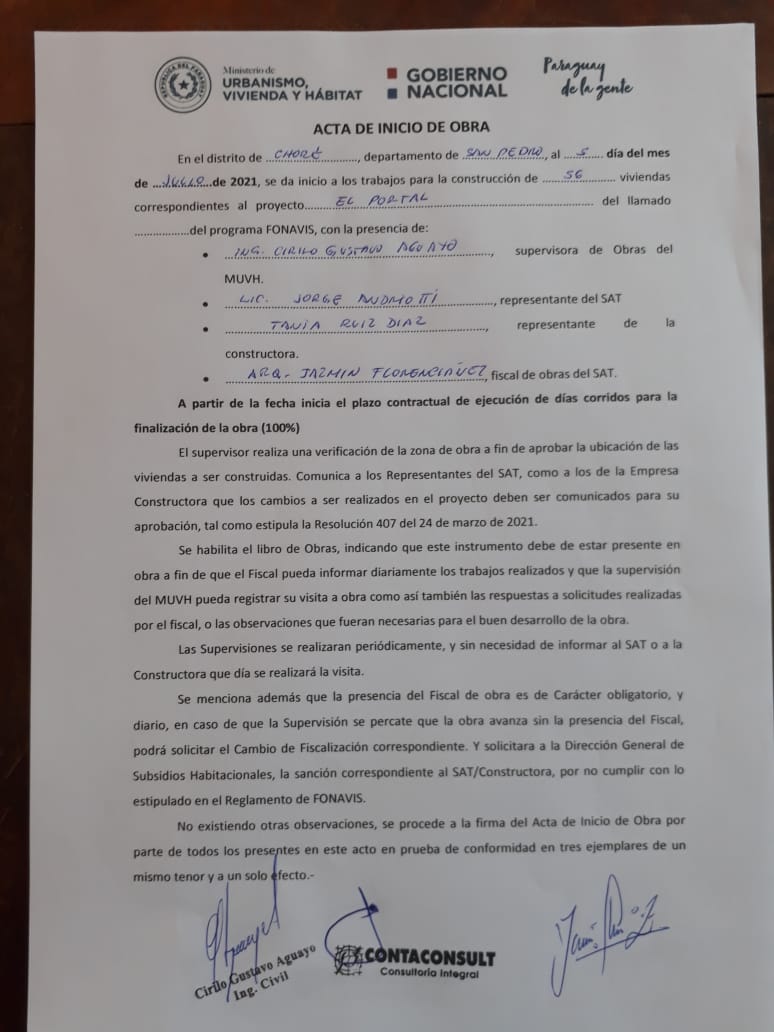 REPUBLICA DEL PARAGUAY
Ministerio de
URBANISMO,
VIVIENDA Y HÁBITAT
GOBIERNO
NACIONAL
Paraguay
de la gente
ACTA DE INICIO DE OBRA
En el distrito de CHORÉ, departamento de SAN PEDRO, al 5 día del mes
de JULIO de 2021, se da inicio a los trabajos para la construcción de 56 viviendas
correspondientes al proyecto EL PORTAL del llamado
.................del programa FONAVIS, con la presencia de:
• ING. CIRILO GUSTAVO AGUAYO, supervisora de Obras del
MUVH.
• LIC. JORGE, representante del SAT
• TANIA RUIZ DIAZ, representante de la
constructora.
• ARQ. JAZMIN, fiscal de obras del SAT.
A partir de la fecha inicia el plazo contractual de ejecución de días corridos para la
finalización de la obra (100%)
El supervisor realiza una verificación de la zona de obra a fin de aprobar la ubicación de las
viviendas a ser construidas. Comunica a los Representantes del SAT, como a los de la Empresa
Constructora que los cambios a ser realizados en el proyecto deben ser comunicados para su
aprobación, tal como estipula la Resolución 407 del 24 de marzo de 2021.
Se habilita el libro de Obras, indicando que este instrumento debe de estar presente en
obra a fin de que el Fiscal pueda informar diariamente los trabajos realizados y que la supervisión
del MUVH pueda registrar su visita a obra como así también las respuestas a solicitudes realizadas
por el fiscal, o las observaciones que fueran necesarias para el buen desarrollo de la obra.
Las Supervisiones se realizaran periódicamente, y sin necesidad de informar al SAT o a la
Constructora que día se realizará la visita.
Se menciona además que la presencia del Fiscal de obra es de Carácter obligatorio, y
diario, en caso de que la Supervisión se percate que la obra avanza sin la presencia del Fiscal,
podrá solicitar el Cambio de Fiscalización correspondiente. Y solicitara a la Dirección General de
Subsidios Habitacionales, la sanción correspondiente al SAT/Constructora, por no cumplir con lo
estipulado en el Reglamento de FONAVIS.
No existiendo otras observaciones, se procede a la firma del Acta de Inicio de Obra por
parte de todos los presentes en este acto en prueba de conformidad en tres ejemplares de un
mismo tenor y a un solo efecto.-
Cirilo Gustavo Aguayo
Ing. Civil
CONTACONSULT
Consultoria Integral